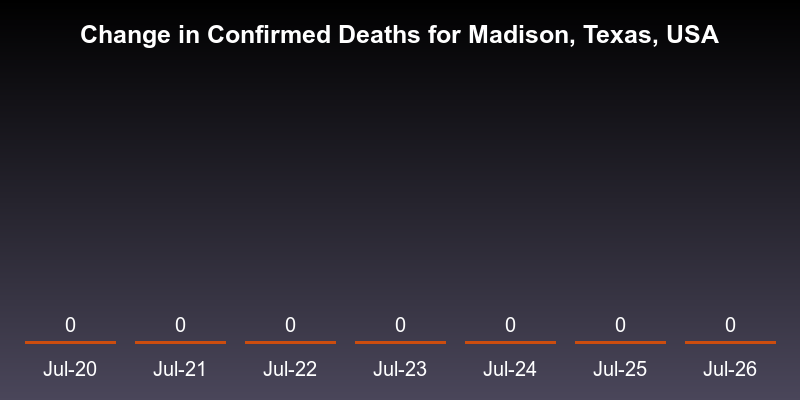 Change in Confirmed Deaths for Madison, Texas, USA
0 0 0 0 0 0 0
Jul-20 Jul-21 Jul-22 Jul-23 Jul-24 Jul-25 Jul-26